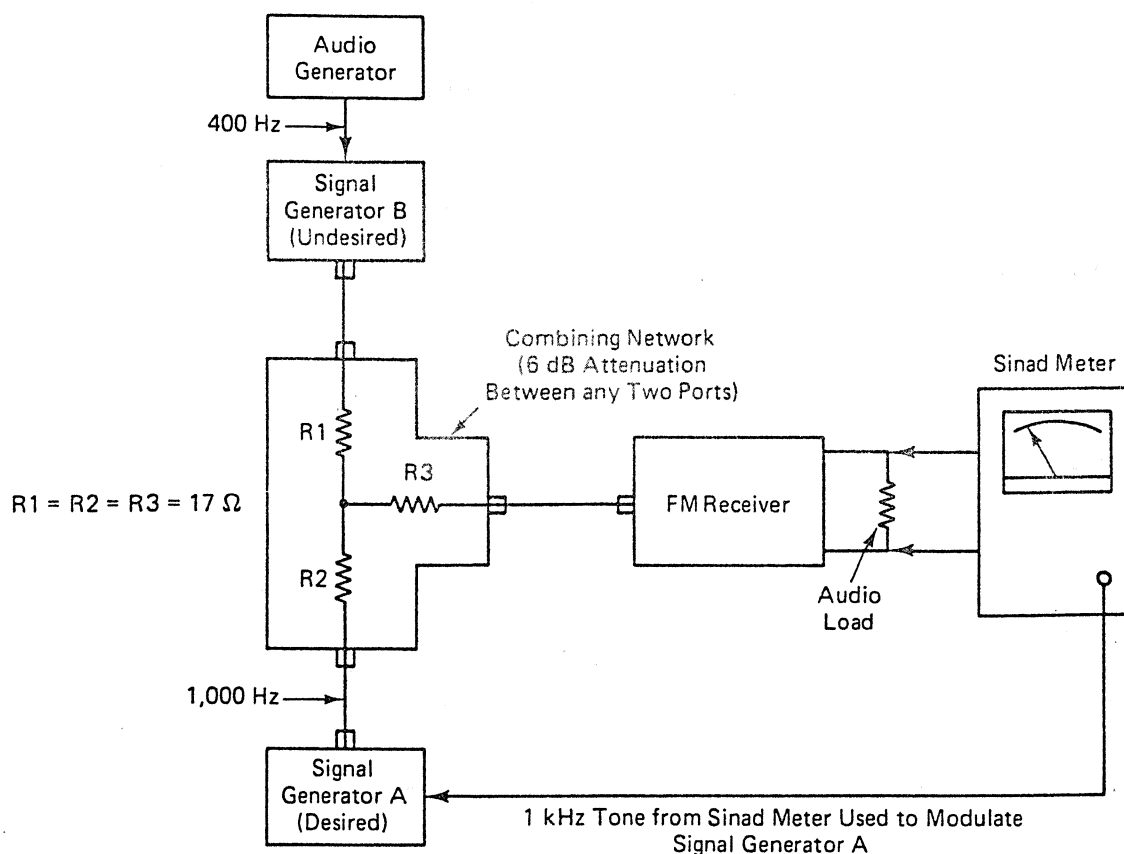 Audio
Generator
400 Hz
Signal
Generator B
(Undesired)
Combining Network
(6 dB Attenuation
Between any Two Ports)
Sinad Meter
R1
R3
R1 = R2 = R3 = 17 Ω
FM Receiver
R2
Audio
Load
1,000 Hz
Signal
Generator A
(Desired)
1 kHz Tone from Sinad Meter Used to Modulate
Signal Generator A